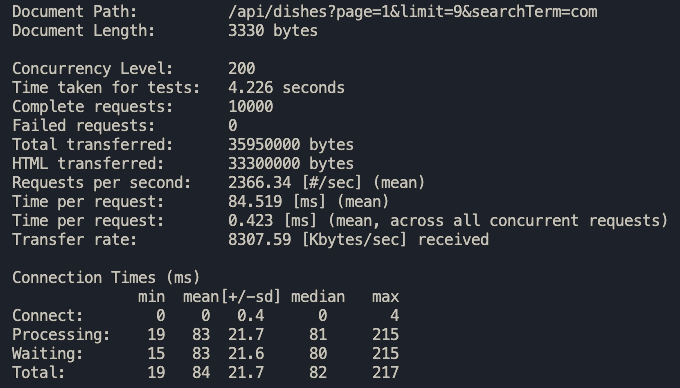 Document Path:          /api/dishes?page=1&limit=9&searchTerm=com
Document Length:        3330 bytes

Concurrency Level:      200
Time taken for tests:   4.226 seconds
Complete requests:      10000
Failed requests:        0
Total transferred:      35950000 bytes
HTML transferred:       33300000 bytes
Requests per second:    2366.34 [#/sec] (mean)
Time per request:       84.519 [ms] (mean)
Time per request:       0.423 [ms] (mean, across all concurrent requests)
Transfer rate:          8307.59 [Kbytes/sec] received

Connection Times (ms)
              min  mean[+/-sd] median   max
Connect:        0    0   0.4      0       4
Processing:    19   83  21.7     81     215
Waiting:       15   83  21.6     80     215
Total:         19   84  21.7     82     217